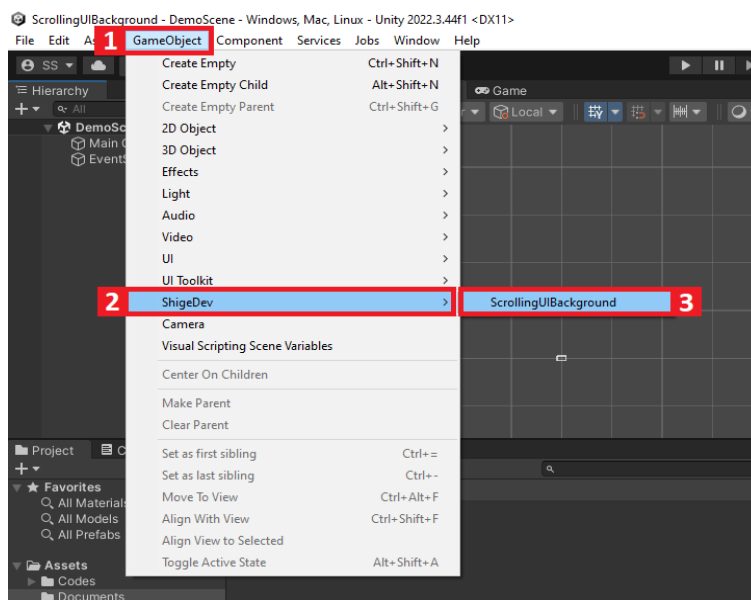 ScrollingUIBackground - DemoScene - Windows, Mac, Linux - Unity 2022.3.44f1 <DX11>
File Edit 1 GameObject Component Services Jobs Window Help
SS
Hierarchy
All
DemoSc
Main
EventS
Game
Local
Create Empty Ctrl+Shift+N
Create Empty Child Alt+Shift+N
Create Empty Parent Ctrl+Shift+G
2D Object
3D Object
Effects
Light
Audio
Video
UI
UI Toolkit
2 ShigeDev
ScrollingUIBackground 3
Camera
Visual Scripting Scene Variables
Center On Children
Make Parent
Clear Parent
Set as first sibling Ctrl+=
Set as last sibling Ctrl+-
Move To View Ctrl+Alt+F
Align With View Ctrl+Shift+F
Align View to Selected
Toggle Active State Alt+Shift+A
Project C
Favorites
All Materials
All Models
All Prefabs
Assets
Codes
Documents